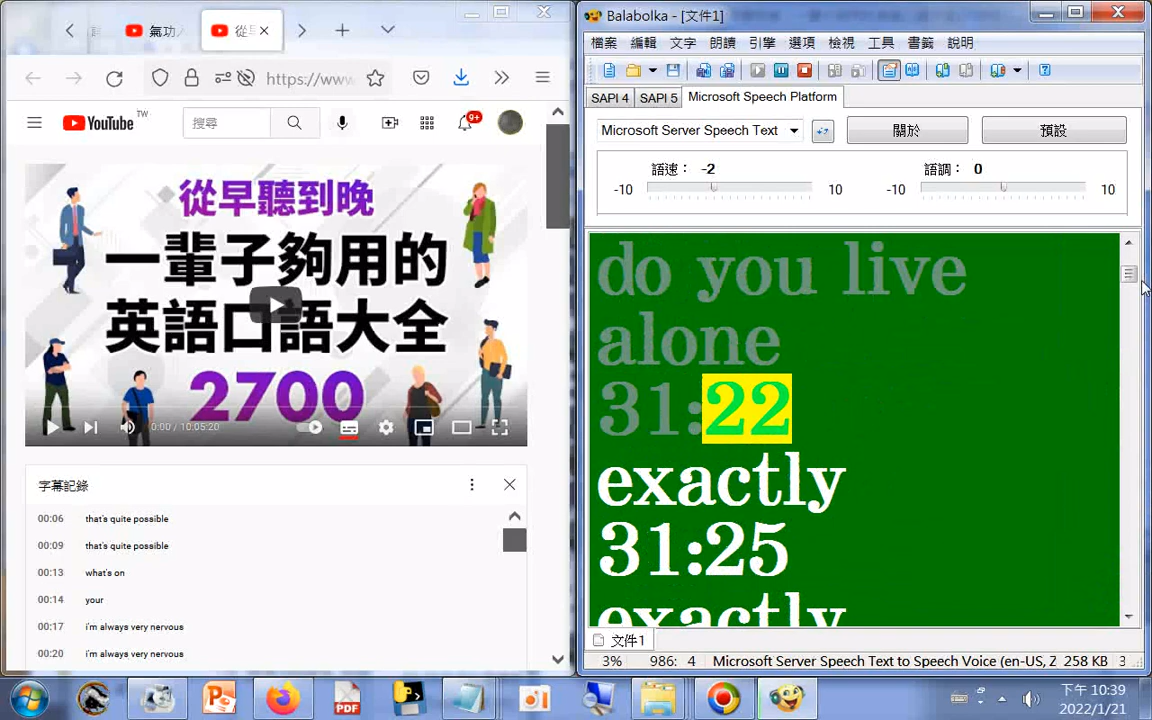 氣功
從
https://www
YouTube TW
搜尋
9+
從早聽到晚
一輩子夠用的
英語口語大全
2700
0:00 / 10:05:20
字幕記錄
00:06 that's quite possible
00:09 that's quite possible
00:13 what's on
00:14 your
00:17 i'm always very nervous
00:20 i'm always very nervous
Balabolka - [文件1]
檔案 編輯 文字 朗讀 引擎 選項 檢視 工具 書籤 說明
SAPI 4 SAPI 5 Microsoft Speech Platform
Microsoft Server Speech Text 關於 預設
語速： -2 語調： 0
-10 10 -10 10
do you live
alone
31:22
exactly
31:25
exactly
文件1
3% 986: 4 Microsoft Server Speech Text to Speech Voice (en-US, Z 258 KB 3
PDF
下午 10:39
2022/1/21